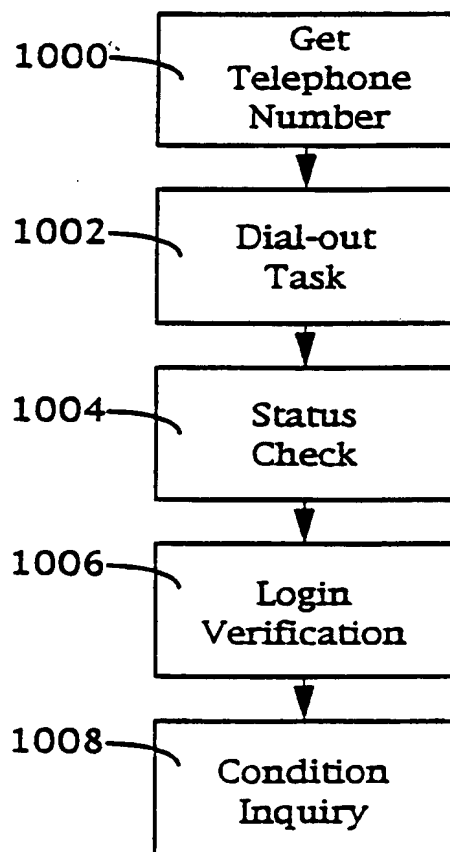 1000
Get
Telephone
Number
1002
Dial-out
Task
1004
Status
Check
1006
Login
Verification
1008
Condition
Inquiry